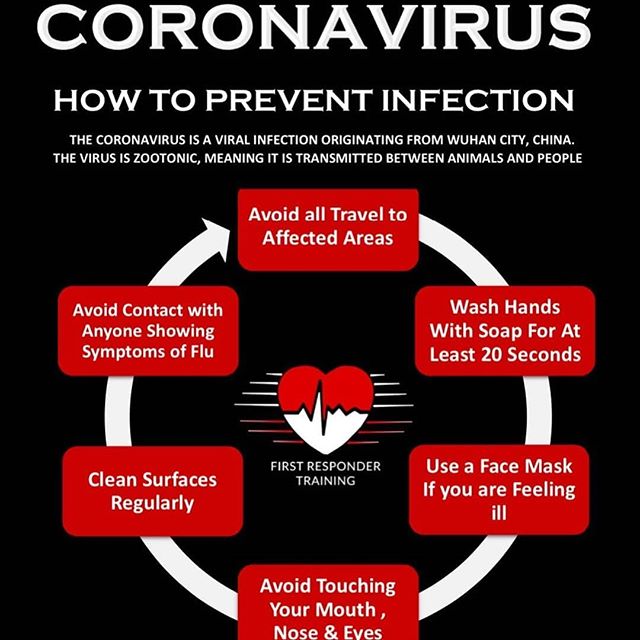 CORONAVIRUS
HOW TO PREVENT INFECTION
THE CORONAVIRUS IS A VIRAL INFECTION ORIGINATING FROM WUHAN CITY, CHINA.
THE VIRUS IS ZOOTONIC, MEANING IT IS TRANSMITTED BETWEEN ANIMALS AND PEOPLE
Avoid all Travel to
Affected Areas
Wash Hands
With Soap For At
Least 20 Seconds
Use a Face Mask
If you are Feeling
ill
Avoid Touching
Your Mouth ,
Nose & Eyes
Clean Surfaces
Regularly
Avoid Contact with
Anyone Showing
Symptoms of Flu
FIRST RESPONDER
TRAINING